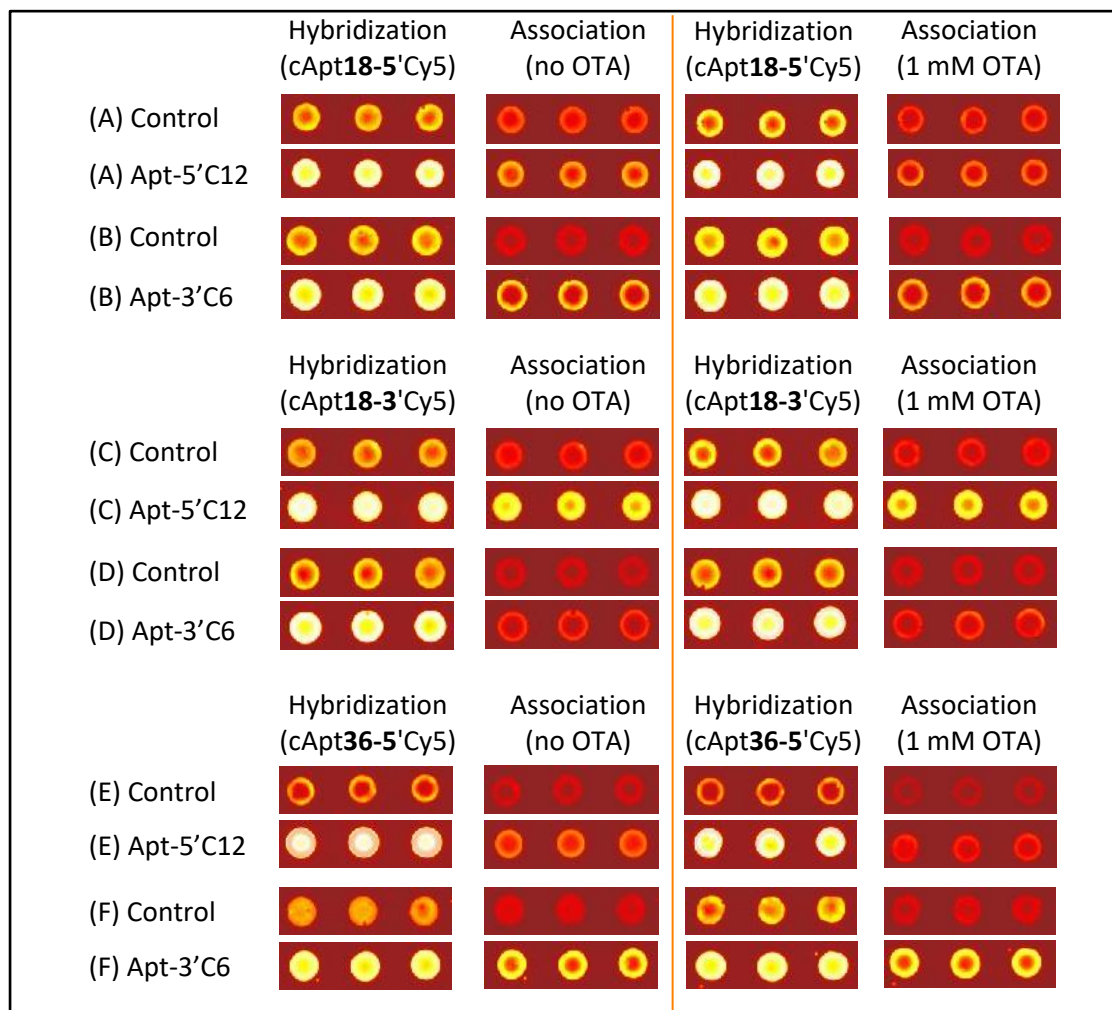 Hybridization Association Hybridization Association
(cApt18-5'Cy5) (no OTA) (cApt18-5'Cy5) (1 mM OTA)
(A) Control
(A) Apt-5’C12
(B) Control
(B) Apt-3’C6
Hybridization Association Hybridization Association
(cApt18-3'Cy5) (no OTA) (cApt18-3'Cy5) (1 mM OTA)
(C) Control
(C) Apt-5’C12
(D) Control
(D) Apt-3’C6
Hybridization Association Hybridization Association
(cApt36-5'Cy5) (no OTA) (cApt36-5'Cy5) (1 mM OTA)
(E) Control
(E) Apt-5’C12
(F) Control
(F) Apt-3’C6